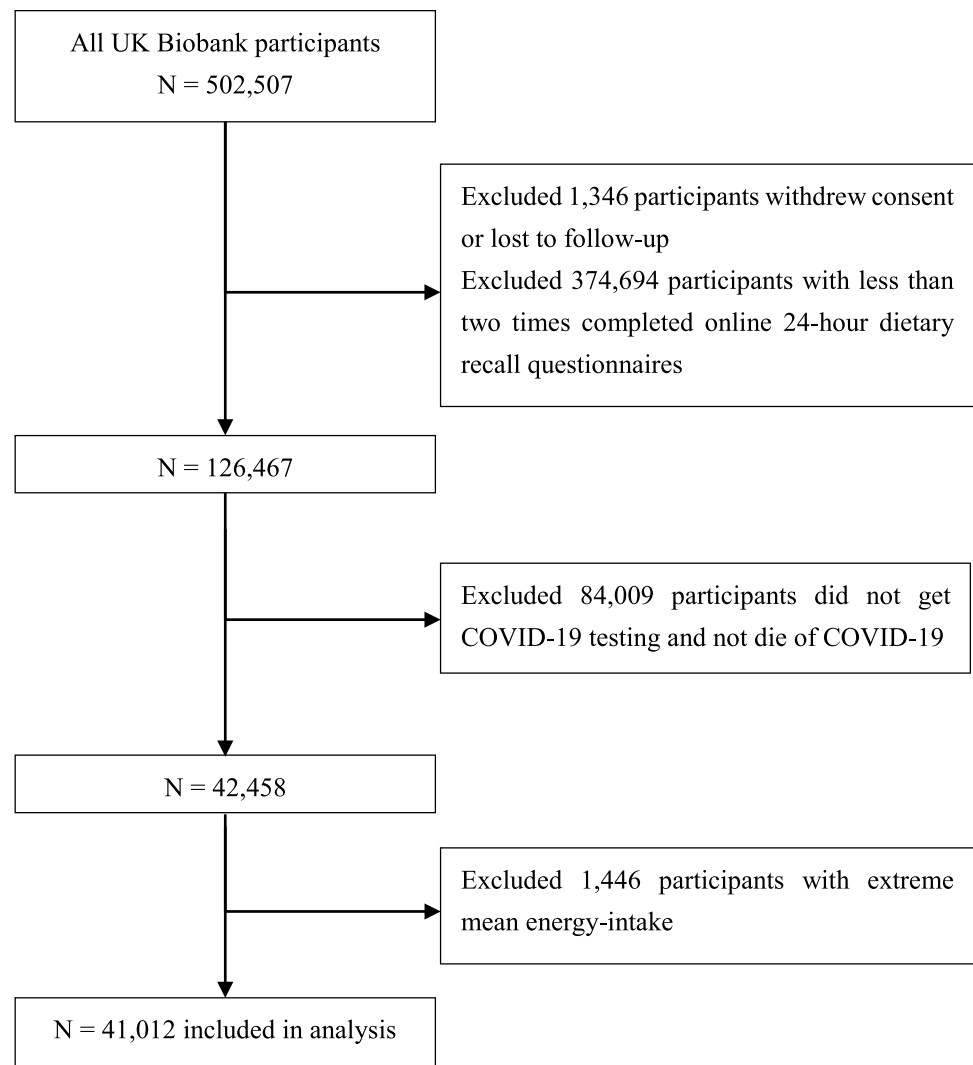 All UK Biobank participants
N = 502,507
Excluded 1,346 participants withdrew consent
or lost to follow-up
Excluded 374,694 participants with less than
two times completed online 24-hour dietary
recall questionnaires
N = 126,467
Excluded 84,009 participants did not get
COVID-19 testing and not die of COVID-19
N = 42,458
Excluded 1,446 participants with extreme
mean energy-intake
N = 41,012 included in analysis